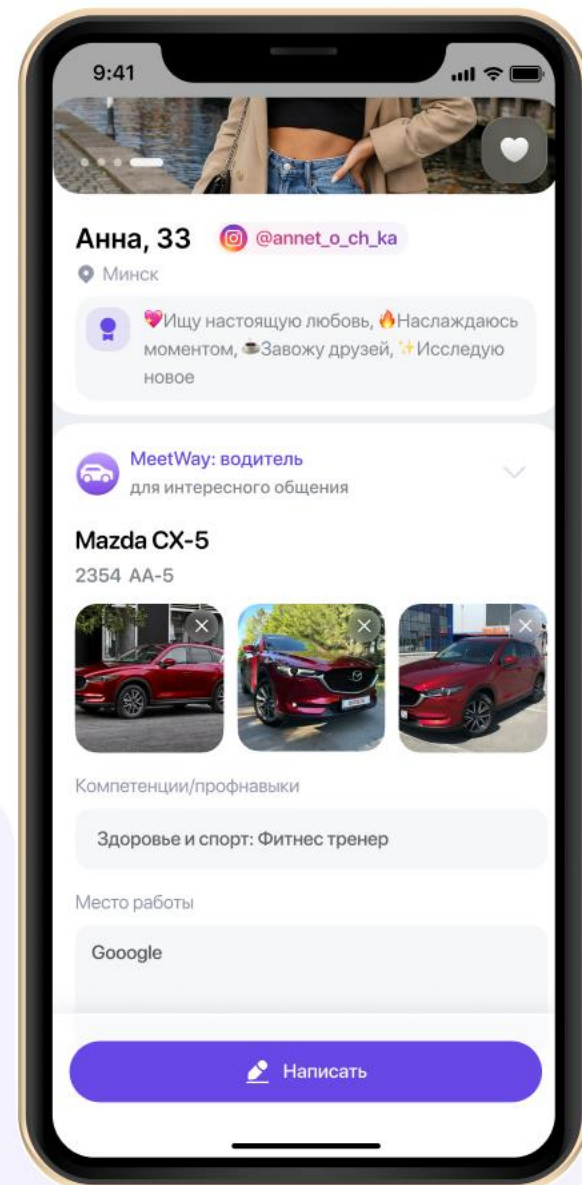 9:41
Анна, 33 @annet_o_ch_ka
Минск
💖Ищу настоящую любовь, 🔥Наслаждаюсь
моментом, ☕Завожу друзей, ✨Исследую
новое
MeetWay: водитель
для интересного общения
Mazda CX-5
2354 AA-5
Компетенции/профнавыки
Здоровье и спорт: Фитнес тренер
Место работы
Gooogle
Написать